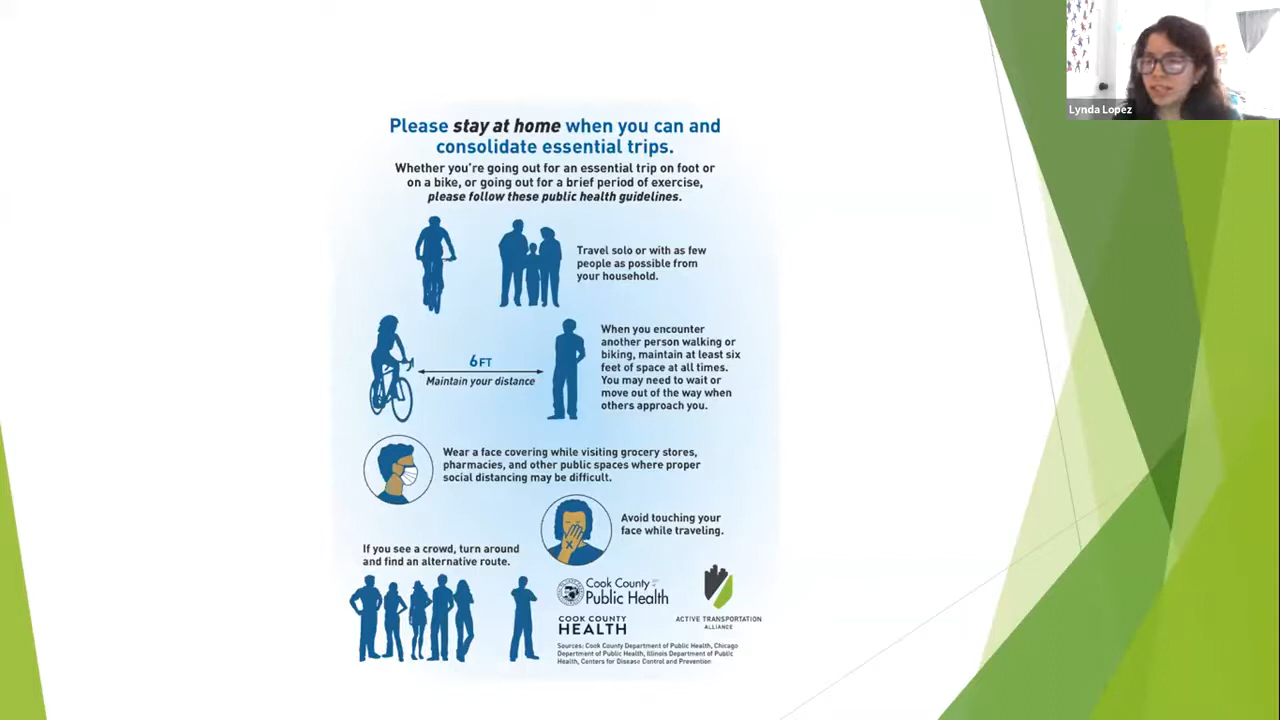 Lynda Lopez
Please stay at home when you can and
consolidate essential trips.
Whether you're going out for an essential trip on foot or
on a bike, or going out for a brief period of exercise,
please follow these public health guidelines.
Travel solo or with as few
people as possible from
your household.
6FT
Maintain your distance
When you encounter
another person walking or
biking, maintain at least six
feet of space at all times.
You may need to wait or
move out of the way when
others approach you.
Wear a face covering while visiting grocery stores,
pharmacies, and other public spaces where proper
social distancing may be difficult.
Avoid touching your
face while traveling.
If you see a crowd, turn around
and find an alternative route.
Cook County
Public Health
COOK COUNTY
HEALTH
ACTIVE TRANSPORTATION
ALLIANCE
Sources: Cook County Department of Public Health, Chicago
Department of Public Health, Illinois Department of Public
Health, Centers for Disease Control and Prevention